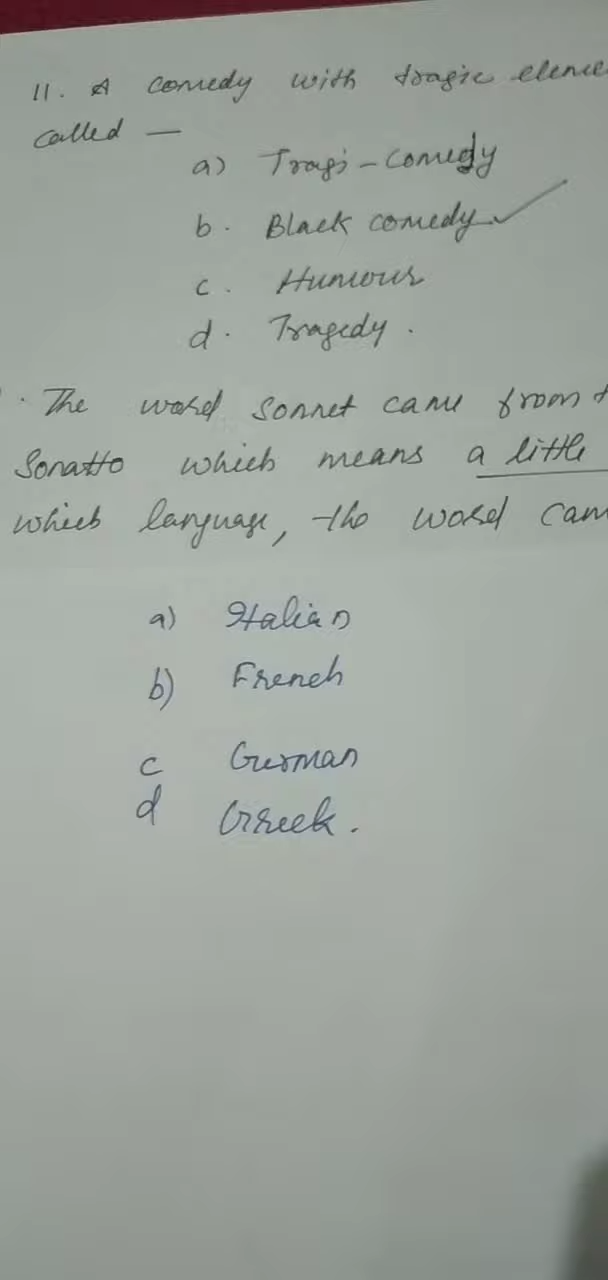 11. A comedy with tragic eleme
called —
a) Tragi-comedy
b. Black comedy ✓
c. Humour
d. Tragedy.
. The word sonnet came from t
Sonatto which means a little
which language, the word cam
a) Italian
b) French
c German
d Greek.